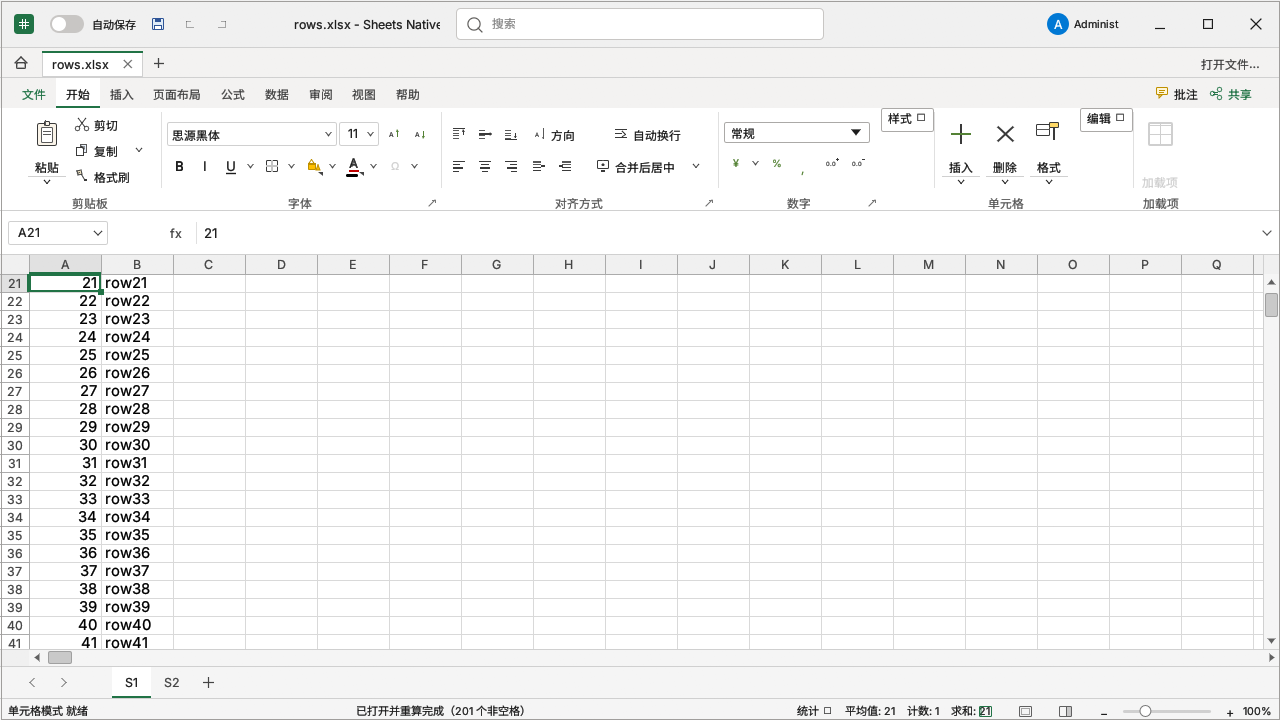 自动保存
rows.xlsx - Sheets Native
搜索
A
Administ
rows.xlsx
打开文件...
文件 开始 插入 页面布局 公式 数据 审阅 视图 帮助
批注 共享
粘贴
剪切
复制
格式刷
剪贴板
思源黑体 11
B I U A Ω
字体
方向 自动换行
合并后居中
对齐方式
常规
¥ % , 0.0 0.0
数字
样式
插入 删除 格式
单元格
编辑
加载项
加载项
A21 fx 21
A B C D E F G H I J K L M N O P Q
21 21 row21
22 22 row22
23 23 row23
24 24 row24
25 25 row25
26 26 row26
27 27 row27
28 28 row28
29 29 row29
30 30 row30
31 31 row31
32 32 row32
33 33 row33
34 34 row34
35 35 row35
36 36 row36
37 37 row37
38 38 row38
39 39 row39
40 40 row40
41 41 row41
S1 S2
单元格模式 就绪
已打开并重算完成（201 个非空格）
统计 平均值: 21 计数: 1 求和: 21
100%